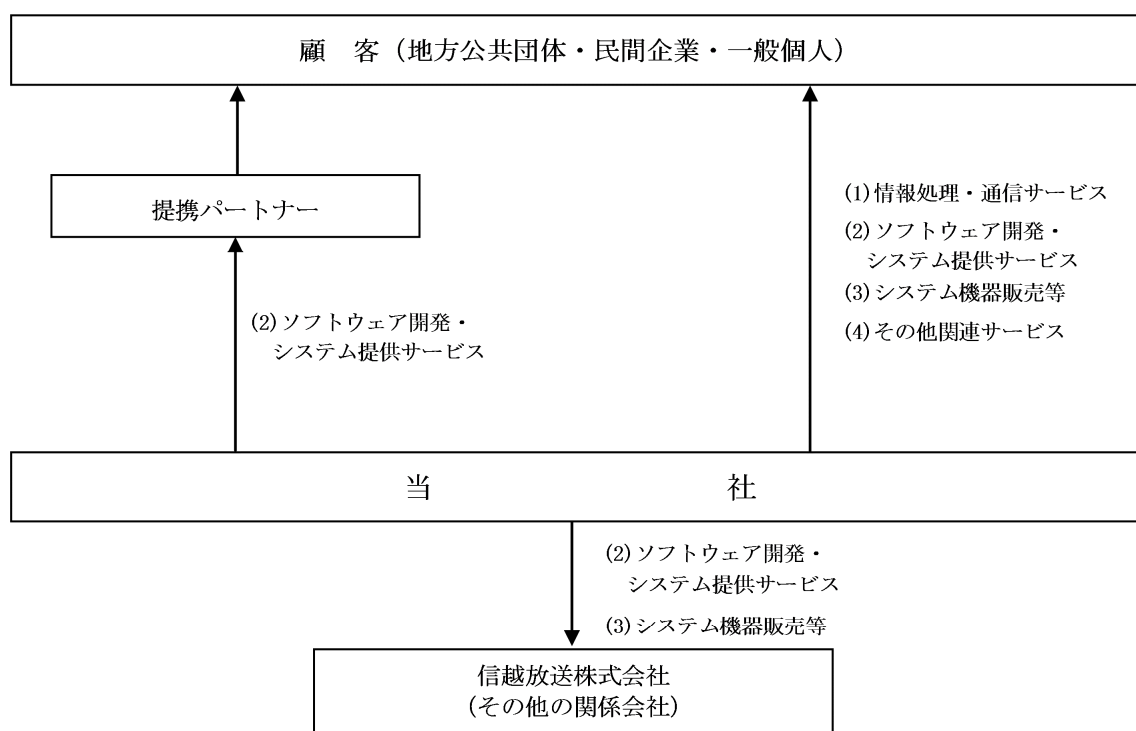 顧　客（地方公共団体・民間企業・一般個人）
提携パートナー
(1)情報処理・通信サービス
(2)ソフトウェア開発・
システム提供サービス
(3)システム機器販売等
(4)その他関連サービス
(2)ソフトウェア開発・
システム提供サービス
当　社
(2)ソフトウェア開発・
システム提供サービス
(3)システム機器販売等
信越放送株式会社
(その他の関係会社)